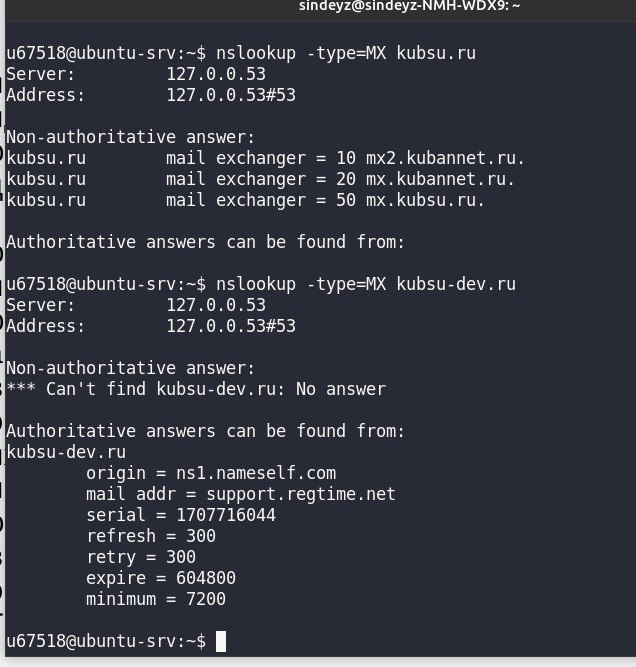 sindeyz@sindeyz-NMH-WDX9: ~
u67518@ubuntu-srv:~$ nslookup -type=MX kubsu.ru
Server:         127.0.0.53
Address:        127.0.0.53#53
Non-authoritative answer:
kubsu.ru        mail exchanger = 10 mx2.kubannet.ru.
kubsu.ru        mail exchanger = 20 mx.kubannet.ru.
kubsu.ru        mail exchanger = 50 mx.kubsu.ru.
Authoritative answers can be found from:
u67518@ubuntu-srv:~$ nslookup -type=MX kubsu-dev.ru
Server:         127.0.0.53
Address:        127.0.0.53#53
Non-authoritative answer:
*** Can't find kubsu-dev.ru: No answer
Authoritative answers can be found from:
kubsu-dev.ru
        origin = ns1.nameself.com
        mail addr = support.regtime.net
        serial = 1707716044
        refresh = 300
        retry = 300
        expire = 604800
        minimum = 7200
u67518@ubuntu-srv:~$